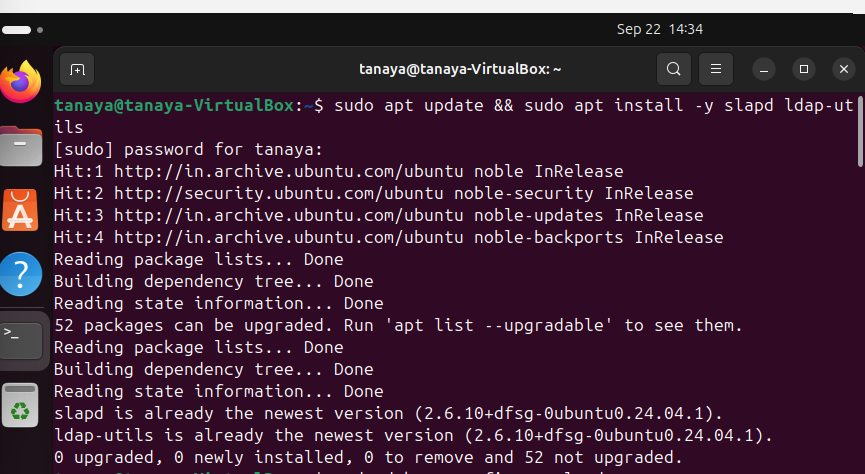 Sep 22 14:34
tanaya@tanaya-VirtualBox: ~
tanaya@tanaya-VirtualBox:~$ sudo apt update && sudo apt install -y slapd ldap-ut
ils
[sudo] password for tanaya:
Hit:1 http://in.archive.ubuntu.com/ubuntu noble InRelease
Hit:2 http://security.ubuntu.com/ubuntu noble-security InRelease
Hit:3 http://in.archive.ubuntu.com/ubuntu noble-updates InRelease
Hit:4 http://in.archive.ubuntu.com/ubuntu noble-backports InRelease
Reading package lists... Done
Building dependency tree... Done
Reading state information... Done
52 packages can be upgraded. Run 'apt list --upgradable' to see them.
Reading package lists... Done
Building dependency tree... Done
Reading state information... Done
slapd is already the newest version (2.6.10+dfsg-0ubuntu0.24.04.1).
ldap-utils is already the newest version (2.6.10+dfsg-0ubuntu0.24.04.1).
0 upgraded, 0 newly installed, 0 to remove and 52 not upgraded.